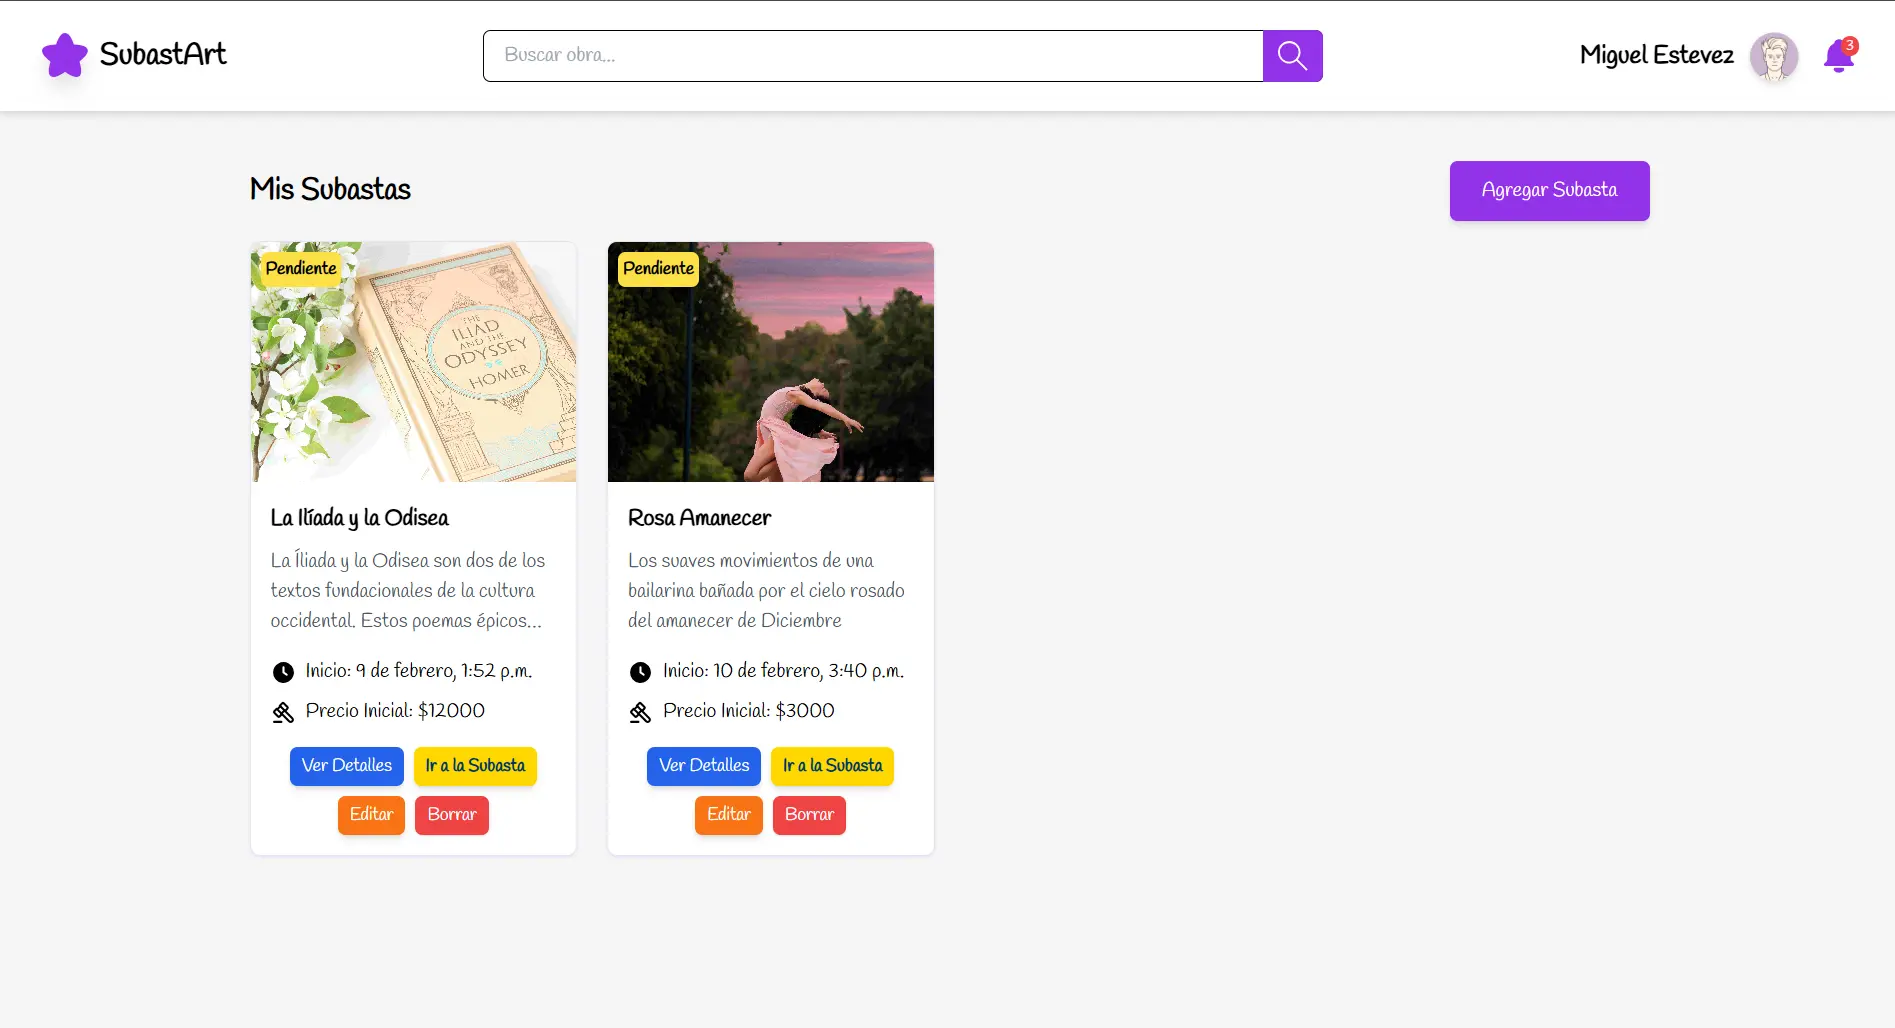 SubastArt
Buscar obra...
Miguel Estevez
3
Mis Subastas
Agregar Subasta
Pendiente
THE
ILIAD
AND THE
ODYSSEY
HOMER
La Ilíada y la Odisea
La Íliada y la Odisea son dos de los
textos fundacionales de la cultura
occidental. Estos poemas épicos...
Inicio: 9 de febrero, 1:52 p.m.
Precio Inicial: $12000
Ver Detalles
Ir a la Subasta
Editar
Borrar
Pendiente
Rosa Amanecer
Los suaves movimientos de una
bailarina bañada por el cielo rosado
del amanecer de Diciembre
Inicio: 10 de febrero, 3:40 p.m.
Precio Inicial: $3000
Ver Detalles
Ir a la Subasta
Editar
Borrar